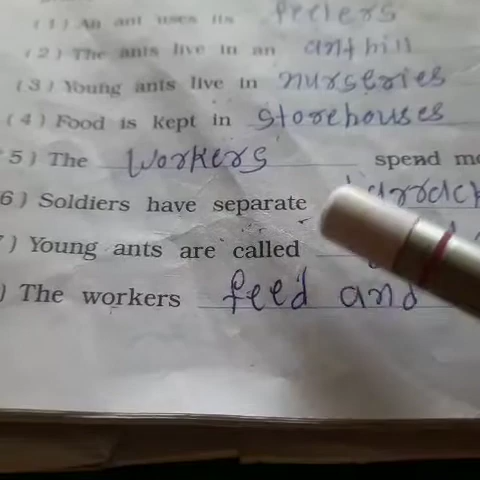 (1) An ant uses its feelers
(2) The ants live in an ant hill
(3) Young ants live in nurseries
(4) Food is kept in storehouses
5) The workers spend
6) Soldiers have separate
) Young ants are called
) The workers feed and